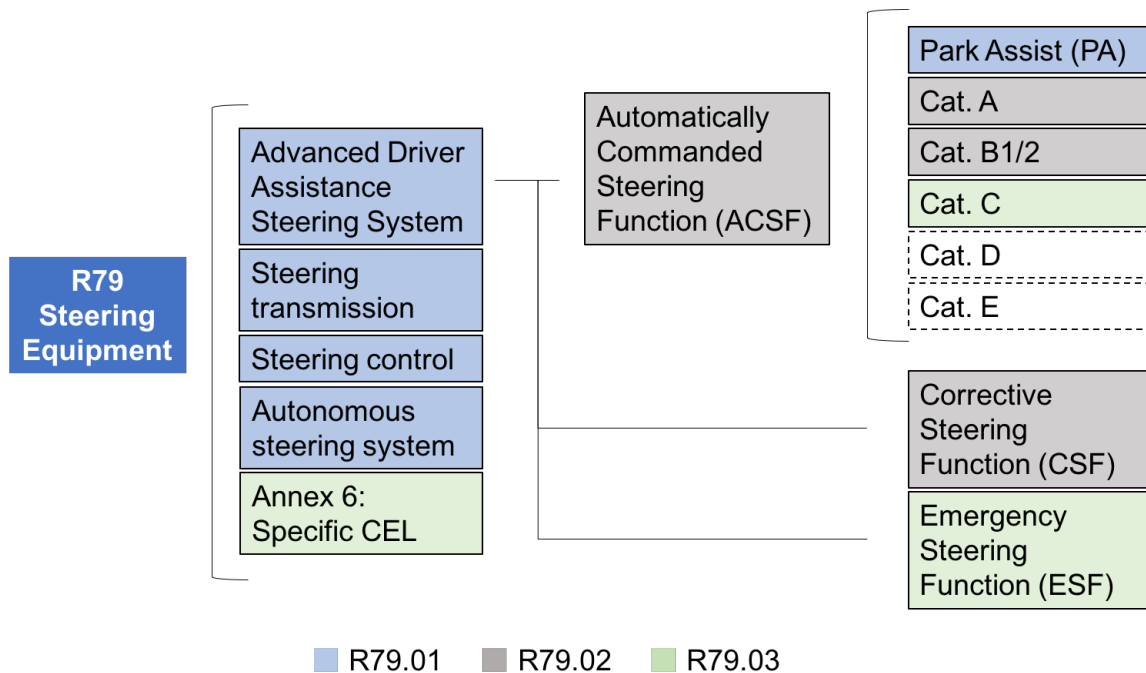 R79
Steering
Equipment
Advanced Driver
Assistance
Steering System
Steering
transmission
Steering control
Autonomous
steering system
Annex 6:
Specific CEL
Automatically
Commanded
Steering
Function (ACSF)
Park Assist (PA)
Cat. A
Cat. B1/2
Cat. C
Cat. D
Cat. E
Corrective
Steering
Function (CSF)
Emergency
Steering
Function (ESF)
R79.01
R79.02
R79.03